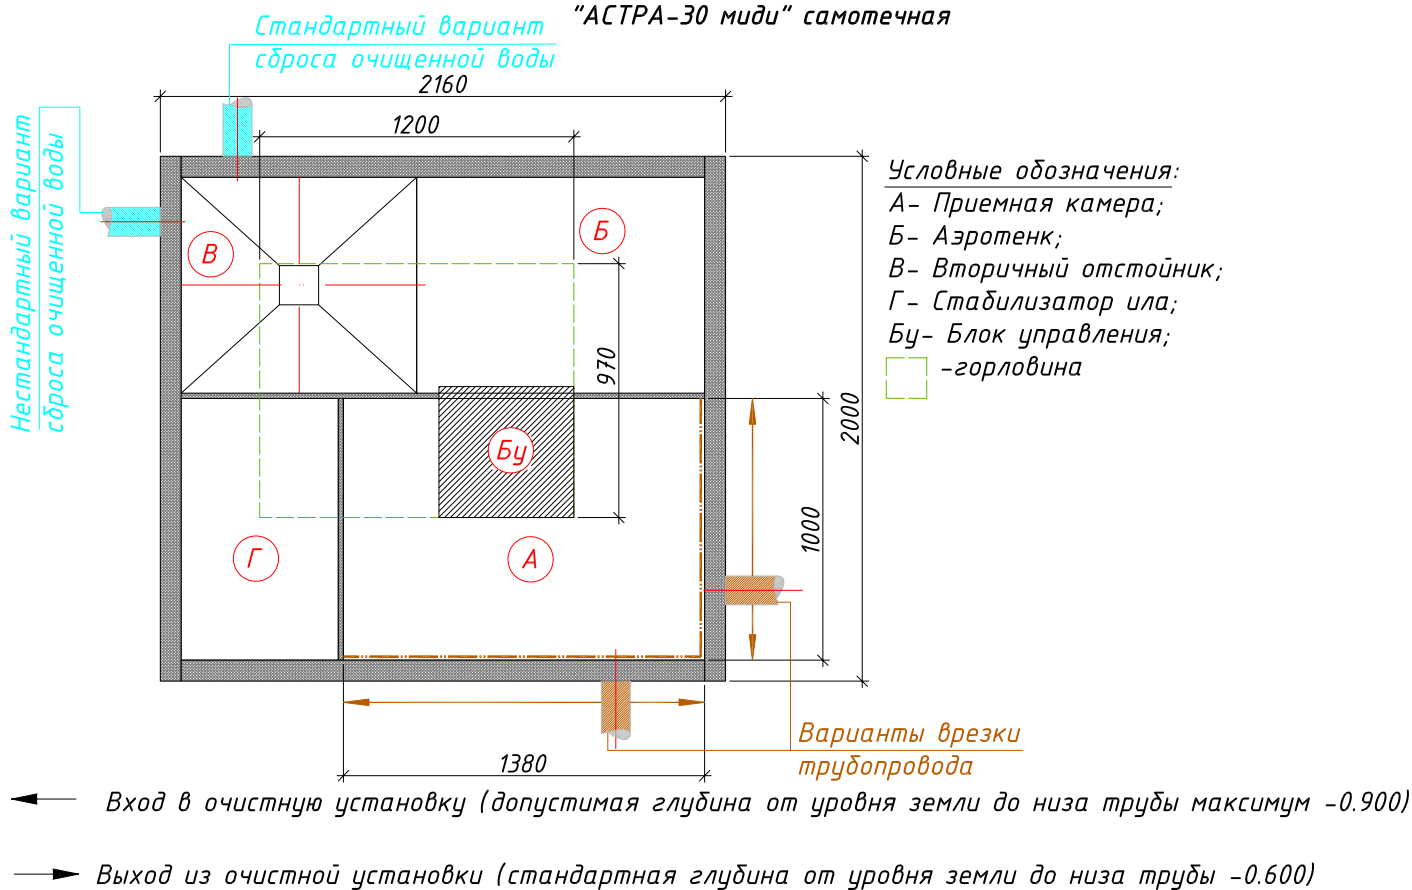 "АСТРА-30 миди" самотечная
Стандартный вариант
сброса очищенной воды
2160
1200
Нестандартный вариант
сброса очищенной воды
Условные обозначения:
А- Приемная камера;
Б- Аэротенк;
В- Вторичный отстойник;
Г- Стабилизатор ила;
Бу- Блок управления;
-горловина
В
Б
970
2000
Бу
1000
Г
А
Варианты врезки
трубопровода
1380
Вход в очистную установку (допустимая глубина от уровня земли до низа трубы максимум -0.900)
Выход из очистной установки (стандартная глубина от уровня земли до низа трубы -0.600)